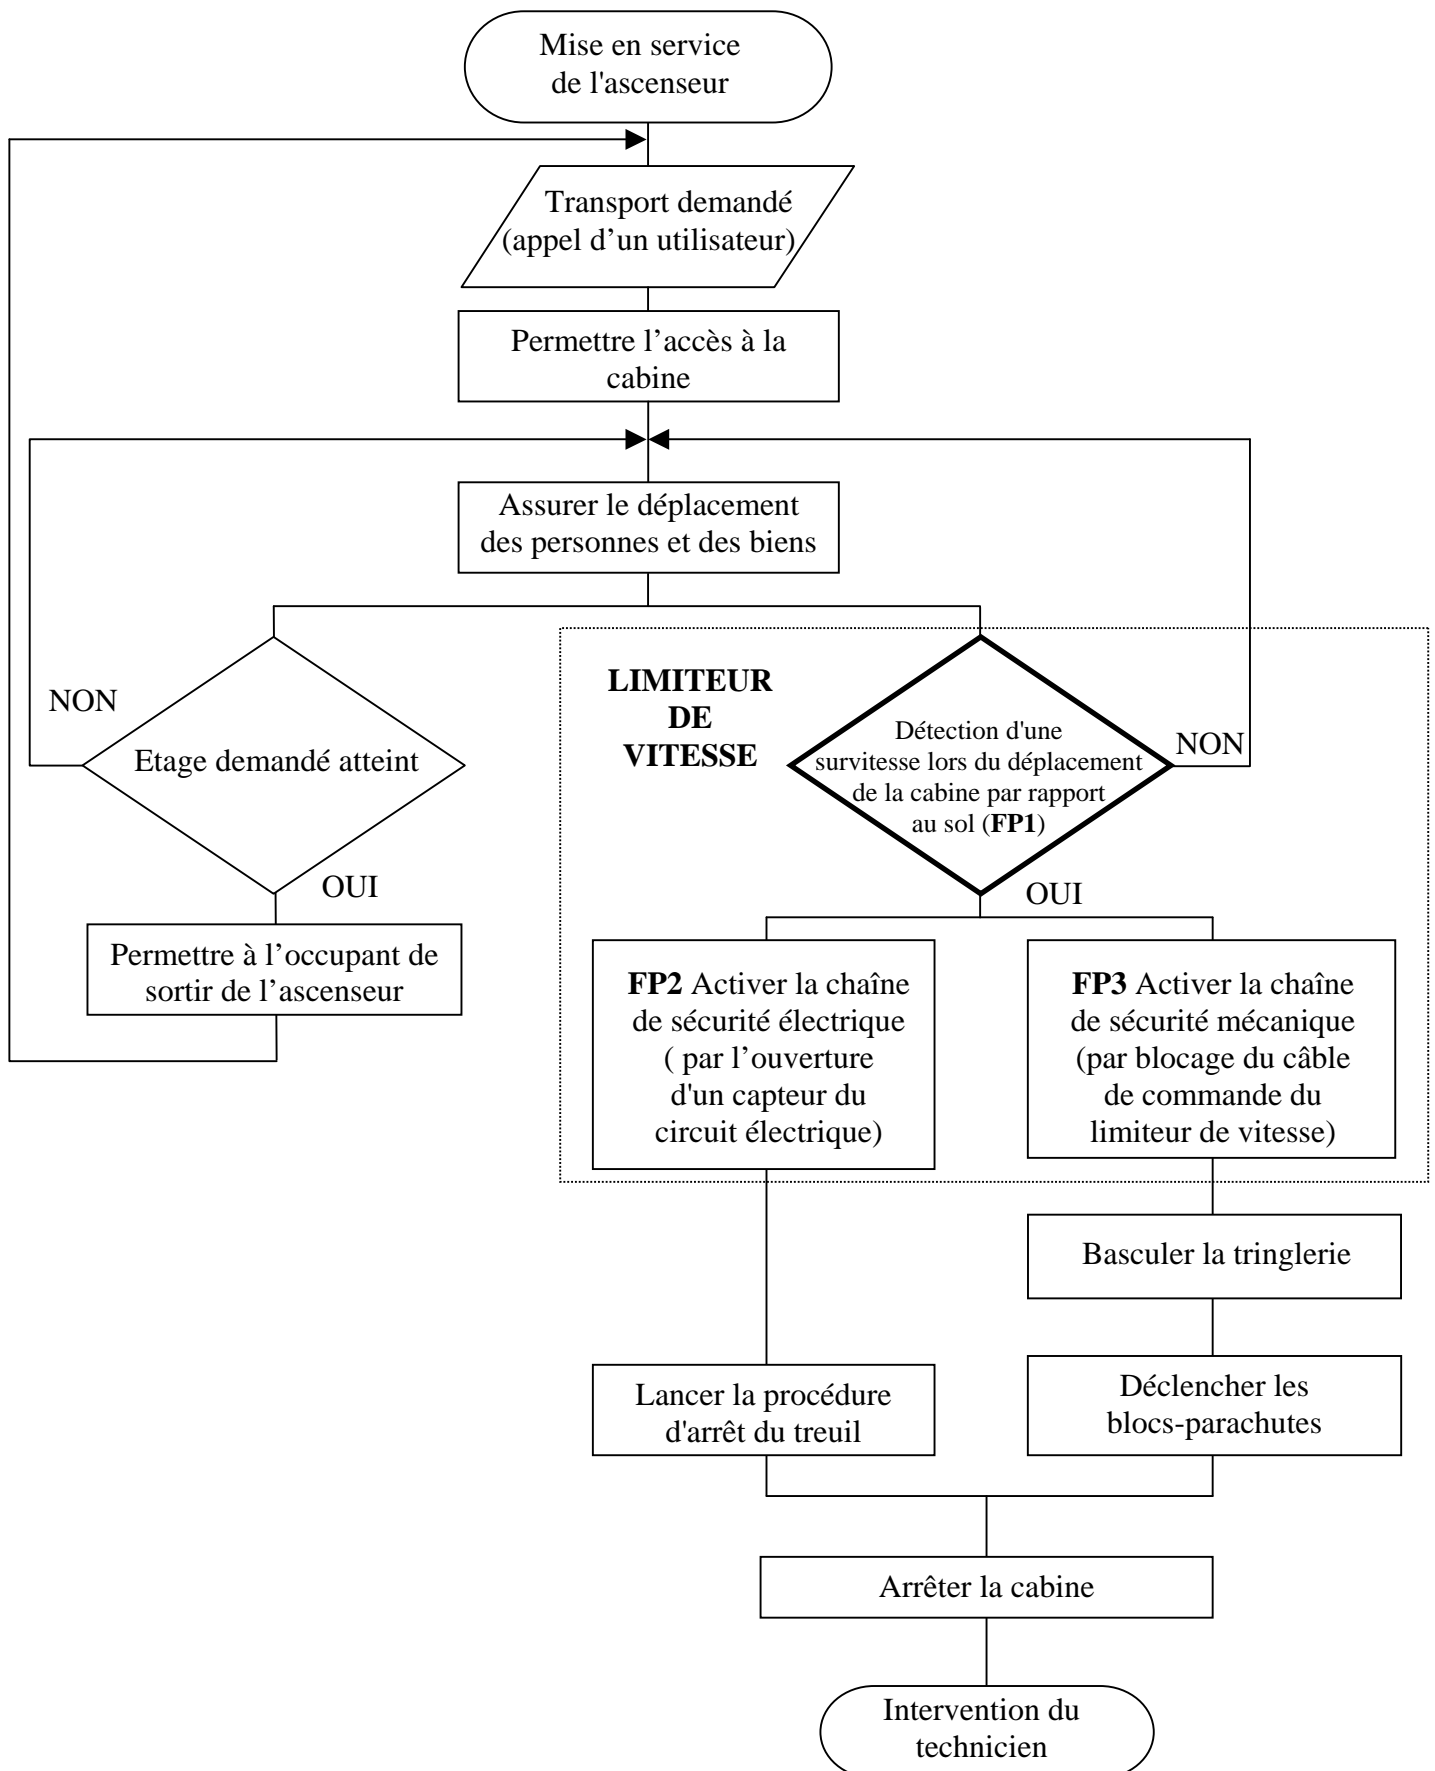 Mise en service
de l'ascenseur
Transport demandé
(appel d’un utilisateur)
Permettre l’accès à la
cabine
Assurer le déplacement
des personnes et des biens
NON
Etage demandé atteint
OUI
Permettre à l’occupant de
sortir de l’ascenseur
LIMITEUR
DE
VITESSE
Détection d'une
survitesse lors du déplacement
de la cabine par rapport
au sol (FP1)
NON
OUI
FP2 Activer la chaîne
de sécurité électrique
( par l’ouverture
d'un capteur du
circuit électrique)
FP3 Activer la chaîne
de sécurité mécanique
(par blocage du câble
de commande du
limiteur de vitesse)
Basculer la tringlerie
Lancer la procédure
d'arrêt du treuil
Déclencher les
blocs-parachutes
Arrêter la cabine
Intervention du
technicien